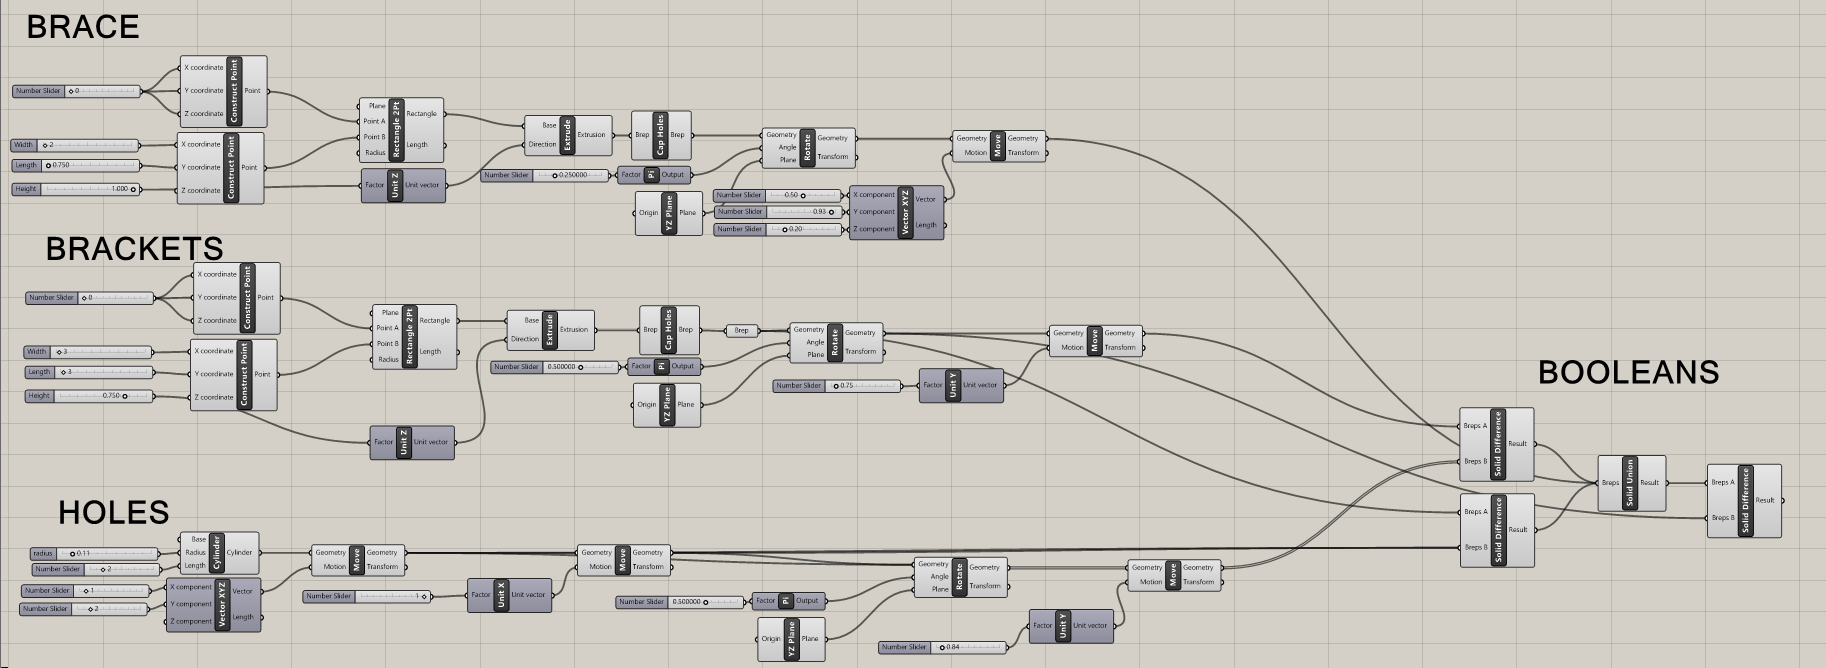 BRACE
Number Slider 0
X coordinate
Y coordinate
Z coordinate
Construct Point
Point
Width 2
Length 0.750
Height 1.000
X coordinate
Y coordinate
Z coordinate
Construct Point
Point
Plane
Point A
Point B
Radius
Rectangle 2Pt
Rectangle
Length
Factor Unit Z Unit vector
Base
Direction
Extrude
Extrusion
Brep Cap Holes Brep
Number Slider 0.250000
Factor Pi Output
Origin YZ Plane Plane
Geometry
Angle
Plane
Rotate
Geometry
Transform
Number Slider 0.50
Number Slider 0.93
Number Slider 0.20
X component
Y component
Z component
Vector XYZ
Vector
Length
Geometry
Motion
Move
Geometry
Transform
BRACKETS
Number Slider 0
X coordinate
Y coordinate
Z coordinate
Construct Point
Point
Width 3
Length 3
Height 0.750
X coordinate
Y coordinate
Z coordinate
Construct Point
Point
Plane
Point A
Point B
Radius
Rectangle 2Pt
Rectangle
Length
Factor Unit Z Unit vector
Base
Direction
Extrude
Extrusion
Brep Cap Holes Brep
Brep
Number Slider 0.500000
Factor Pi Output
Origin YZ Plane Plane
Geometry
Angle
Plane
Rotate
Geometry
Transform
Number Slider 0.75
Factor Unit Y Unit vector
Geometry
Motion
Move
Geometry
Transform
HOLES
radius 0.11
Number Slider 2
Base
Radius
Length
Cylinder
Cylinder
Number Slider 1
Number Slider 2
X component
Y component
Z component
Vector XYZ
Vector
Length
Geometry
Motion
Move
Geometry
Transform
Number Slider 1
Factor Unit X Unit vector
Geometry
Motion
Move
Geometry
Transform
Number Slider 0.500000
Factor Pi Output
Origin YZ Plane Plane
Geometry
Angle
Plane
Rotate
Geometry
Transform
Number Slider 0.84
Factor Unit Y Unit vector
Geometry
Motion
Move
Geometry
Transform
BOOLEANS
Breps A
Breps B
Solid Difference
Result
Breps A
Breps B
Solid Difference
Result
Breps Solid Union Result
Breps A
Breps B
Solid Difference
Result